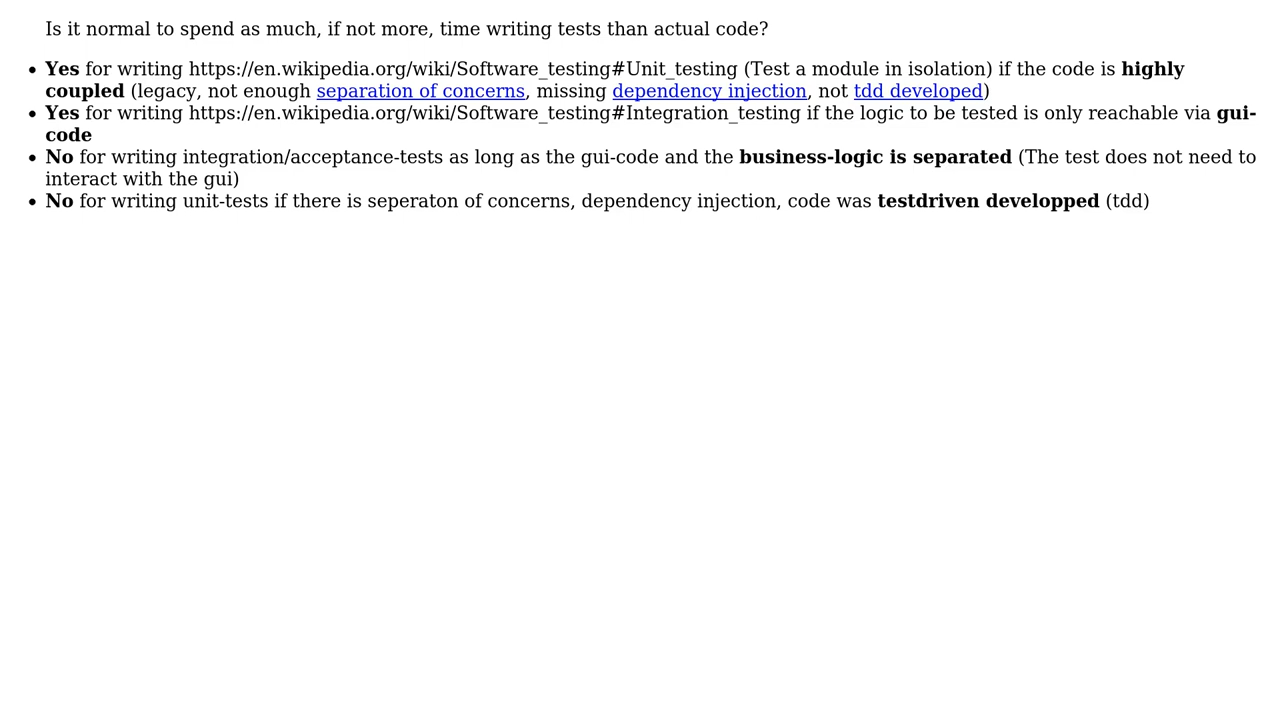 Is it normal to spend as much, if not more, time writing tests than actual code?
• Yes for writing https://en.wikipedia.org/wiki/Software_testing#Unit_testing (Test a module in isolation) if the code is highly
coupled (legacy, not enough separation of concerns, missing dependency injection, not tdd developed)
• Yes for writing https://en.wikipedia.org/wiki/Software_testing#Integration_testing if the logic to be tested is only reachable via gui-
code
• No for writing integration/acceptance-tests as long as the gui-code and the business-logic is separated (The test does not need to
interact with the gui)
• No for writing unit-tests if there is seperaton of concerns, dependency injection, code was testdriven developped (tdd)